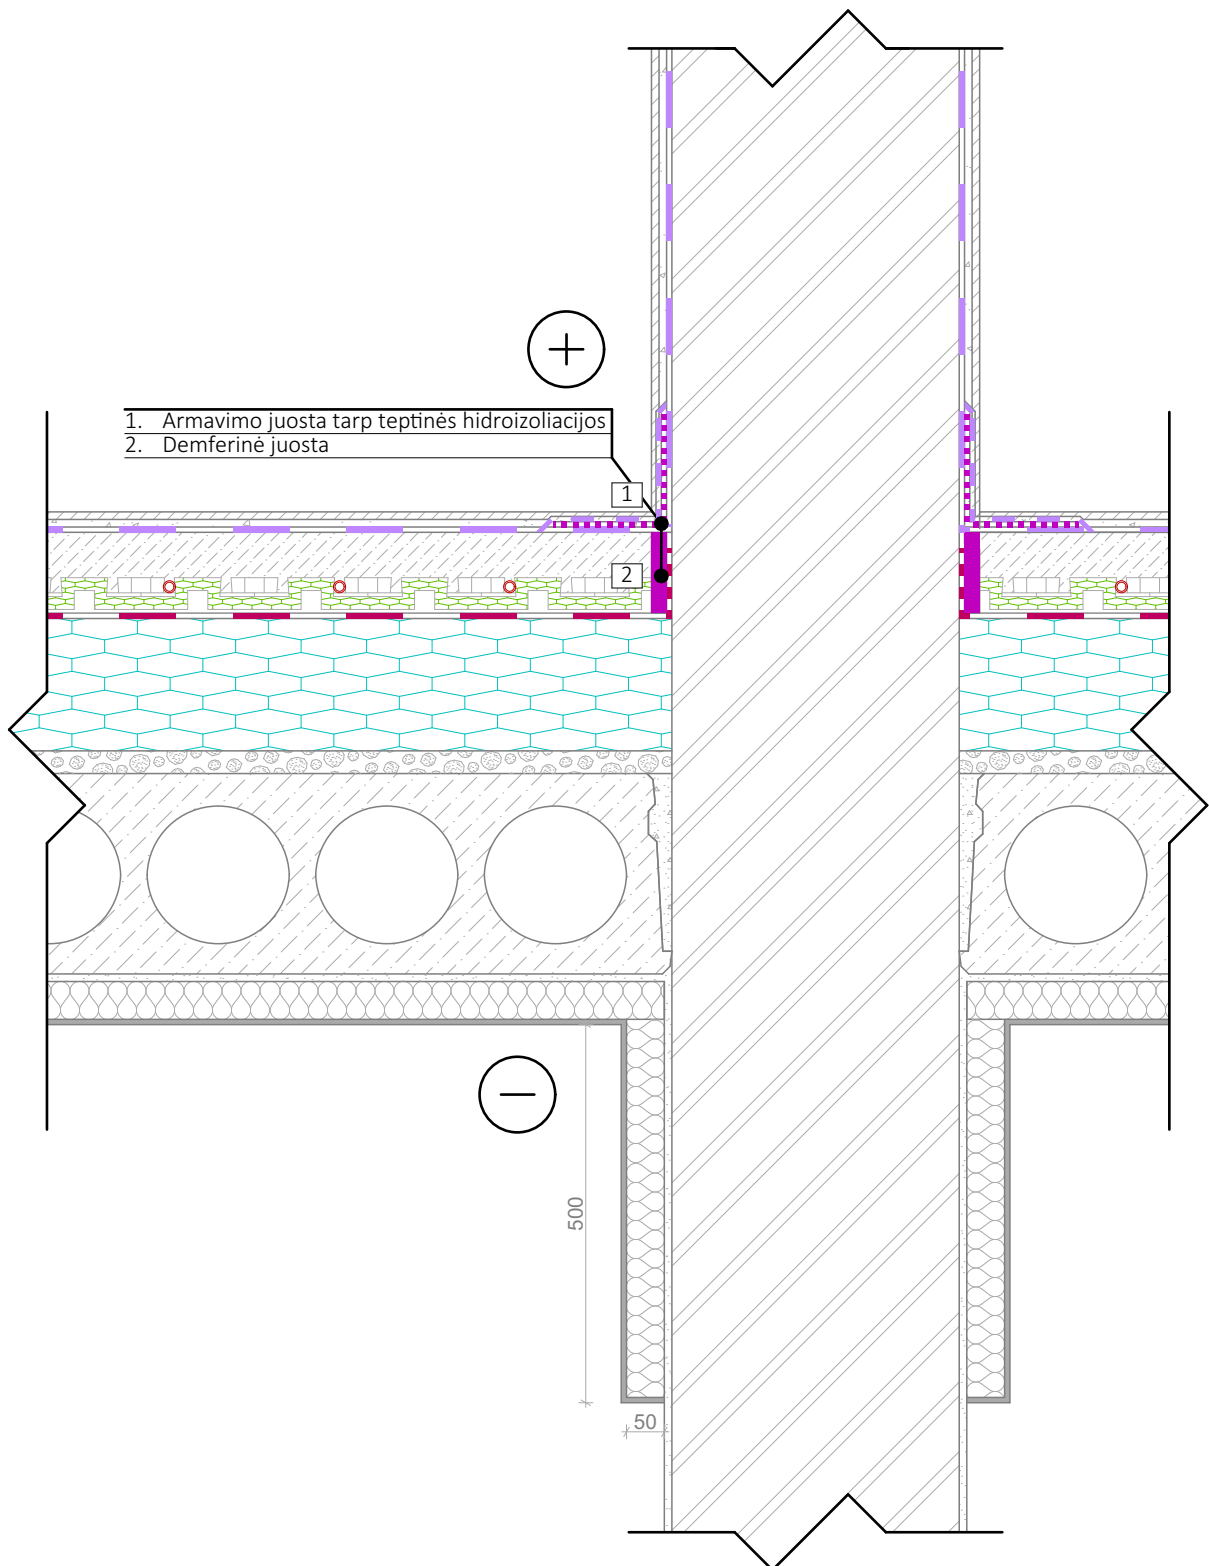 1. Armavimo juosta tarp teptinės hidroizoliacijos
2. Demferinė juosta
1
2
500
50